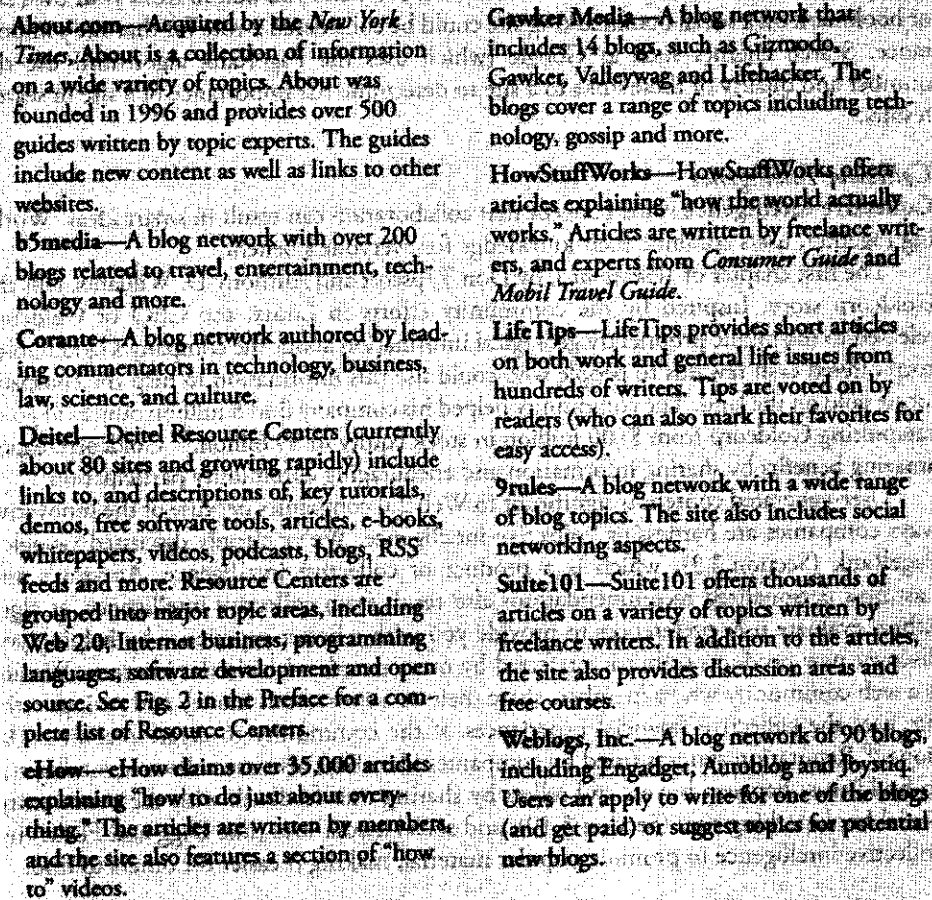 About.com—Acquired by the New York
Times, About is a collection of information
on a wide variety of topics. About was
founded in 1996 and provides over 500
guides written by topic experts. The guides
include new content as well as links to other
websites.
b5media—A blog network with over 200
blogs related to travel, entertainment, tech-
nology and more.
Corante—A blog network authored by lead-
ing commentators in technology, business,
law, science, and culture.
Deitel—Deitel Resource Centers (currently
about 80 sites and growing rapidly) include
links to, and descriptions of, key tutorials,
demos, free software tools, articles, e-books,
whitepapers, videos, podcasts, blogs, RSS
feeds and more. Resource Centers are
grouped into major topic areas, including
Web 2.0, Internet business, programming
languages, software development and open
source. See Fig. 2 in the Preface for a com-
plete list of Resource Centers.
eHow—eHow claims over 35,000 articles
explaining "how to do just about every-
thing." The articles are written by members,
and the site also features a section of "how
to" videos.
Gawker Media—A blog network that
includes 14 blogs, such as Gizmodo,
Gawker, Valleywag and Lifehacker. The
blogs cover a range of topics including tech-
nology, gossip and more.
HowStuffWorks—HowStuffWorks offers
articles explaining "how the world actually
works." Articles are written by freelance writ-
ers, and experts from Consumer Guide and
Mobil Travel Guide.
LifeTips—LifeTips provides short articles
on both work and general life issues from
hundreds of writers. Tips are voted on by
readers (who can also mark their favorites for
easy access).
9rules—A blog network with a wide range
of blog topics. The site also includes social
networking aspects.
Suite101—Suite101 offers thousands of
articles on a variety of topics written by
freelance writers. In addition to the articles,
the site also provides discussion areas and
free courses.
Weblogs, Inc.—A blog network of 90 blogs,
including Engadget, Autoblog and Joystiq.
Users can apply to write for one of the blogs
(and get paid) or suggest topics for potential
new blogs.